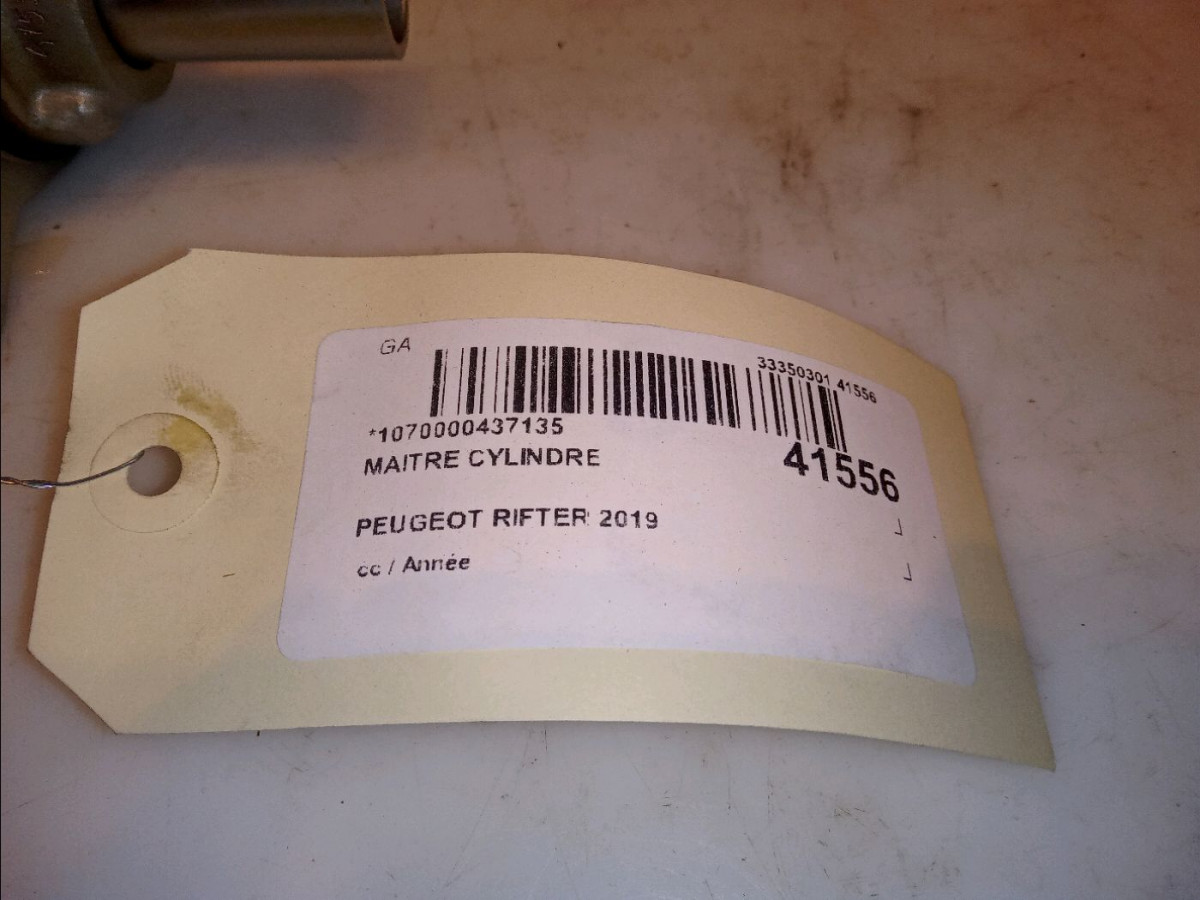 GA
33350301 41556
*1070000437135
MAITRE CYLINDRE
41556
PEUGEOT RIFTER 2019
cc / Année